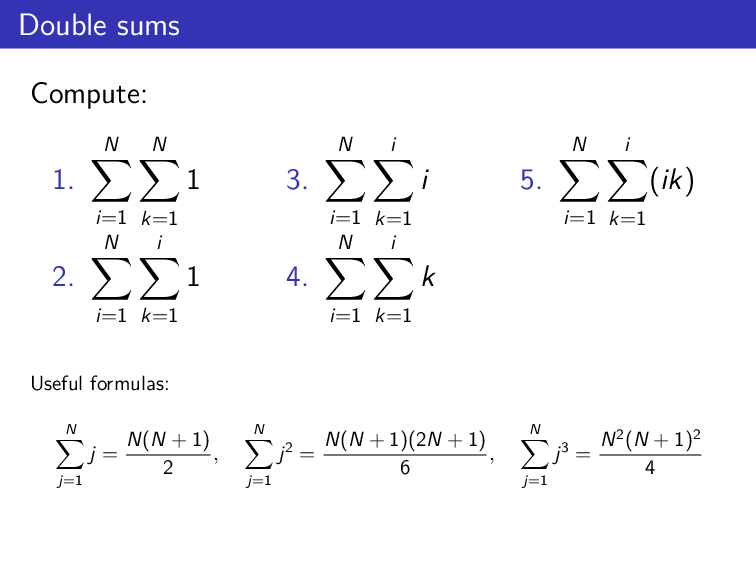 Double sums
Compute:
1. $\sum_{i=1}^{N} \sum_{k=1}^{N} 1$
3. $\sum_{i=1}^{N} \sum_{k=1}^{i} i$
5. $\sum_{i=1}^{N} \sum_{k=1}^{i} (ik)$
2. $\sum_{i=1}^{N} \sum_{k=1}^{i} 1$
4. $\sum_{i=1}^{N} \sum_{k=1}^{i} k$
Useful formulas:
$\sum_{j=1}^{N} j = \frac{N(N+1)}{2}, \quad \sum_{j=1}^{N} j^2 = \frac{N(N+1)(2N+1)}{6}, \quad \sum_{j=1}^{N} j^3 = \frac{N^2(N+1)^2}{4}$